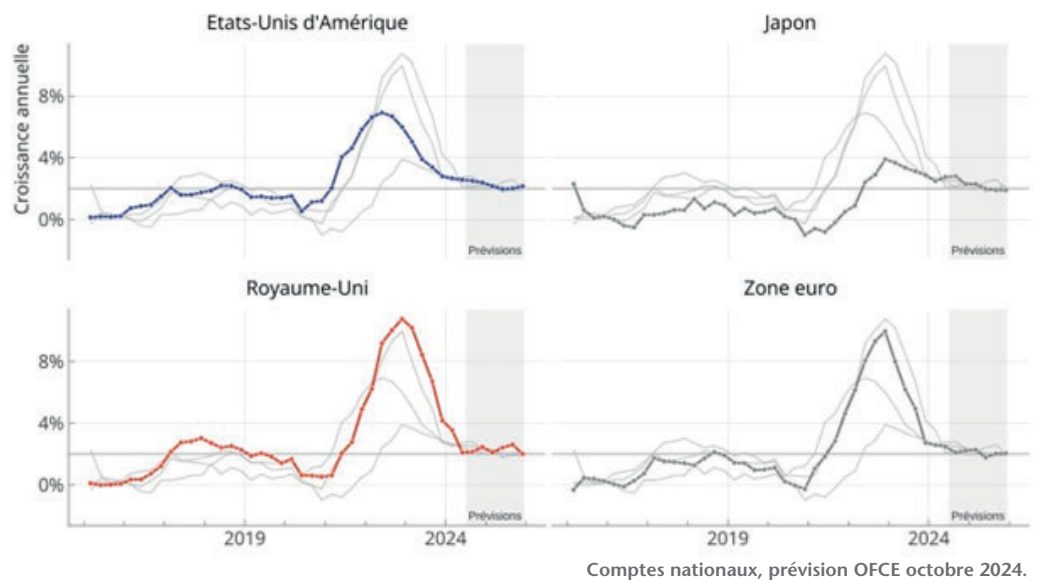 Etats-Unis d'Amérique
Japon
Croissance annuelle
8%
4%
0%
Prévisions
Prévisions
Royaume-Uni
Zone euro
8%
4%
0%
Prévisions
Prévisions
2019
2024
2019
2024
Comptes nationaux, prévision OFCE octobre 2024.